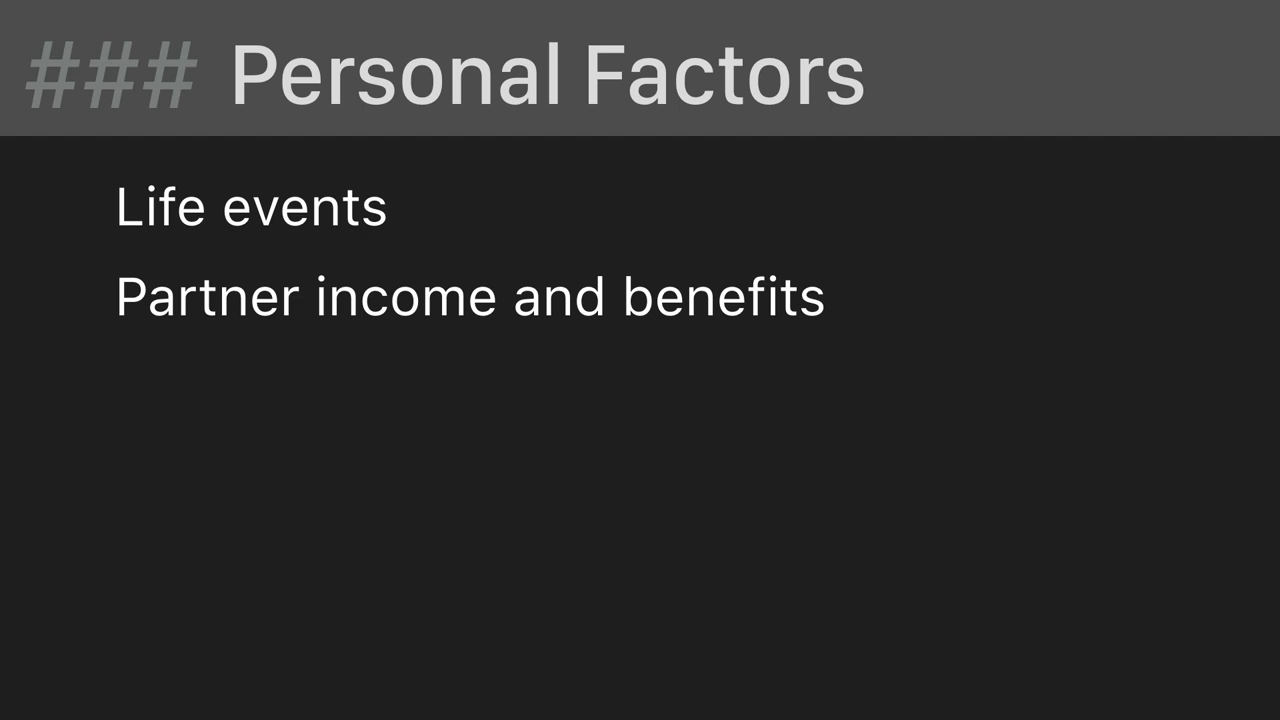 ### Personal Factors
Life events
Partner income and benefits